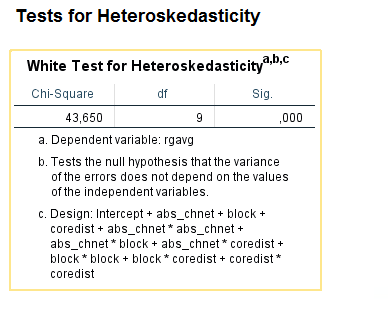 Tests for Heteroskedasticity
White Test for Heteroskedasticity a,b,c
Chi-Square df Sig.
43,650 9 ,000
a. Dependent variable: rgavg
b. Tests the null hypothesis that the variance
of the errors does not depend on the values
of the independent variables.
c. Design: Intercept + abs_chnet + block +
coredist + abs_chnet * abs_chnet +
abs_chnet * block + abs_chnet * coredist +
block * block + block * coredist + coredist *
coredist